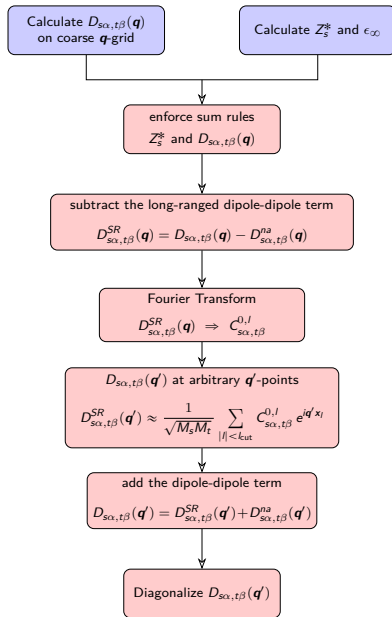 Calculate D_{sα,tβ}(q)
on coarse q-grid
Calculate Z*_s and ϵ_∞
enforce sum rules
Z*_s and D_{sα,tβ}(q)
subtract the long-ranged dipole-dipole term
D^{SR}_{sα,tβ}(q) = D_{sα,tβ}(q) − D^{na}_{sα,tβ}(q)
Fourier Transform
D^{SR}_{sα,tβ}(q) ⇒ C^{0,l}_{sα,tβ}
D_{sα,tβ}(q′) at arbitrary q′-points
D^{SR}_{sα,tβ}(q′) ≈ 1/√(M_s M_t) ∑_{|l|<l_cut} C^{0,l}_{sα,tβ} e^{iq′x_l}
add the dipole-dipole term
D_{sα,tβ}(q′) = D^{SR}_{sα,tβ}(q′)+D^{na}_{sα,tβ}(q′)
Diagonalize D_{sα,tβ}(q′)